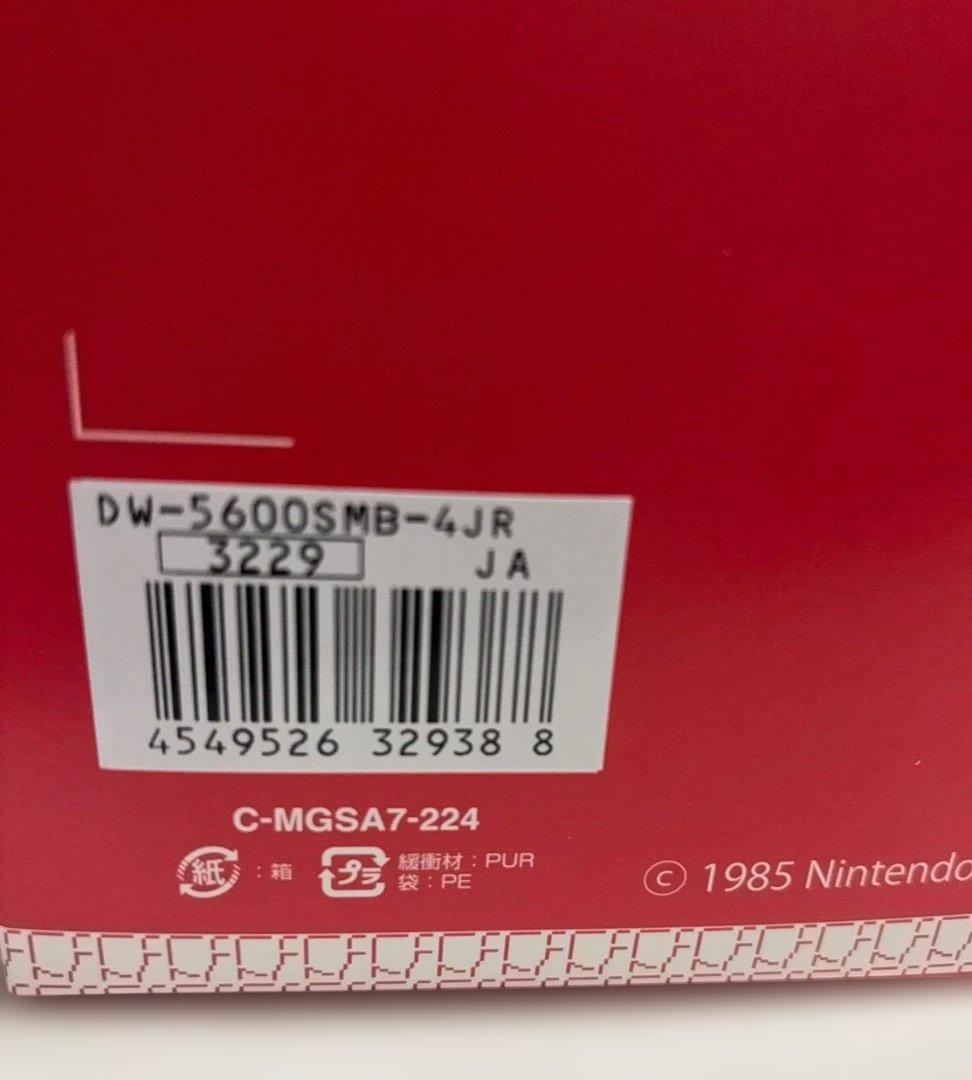 DW-5600SMB-4JR
3229 JA
4549526 32938 8
C-MGSA7-224
紙 : 箱
プラ 緩衝材 : PUR
袋 : PE
© 1985 Nintendo